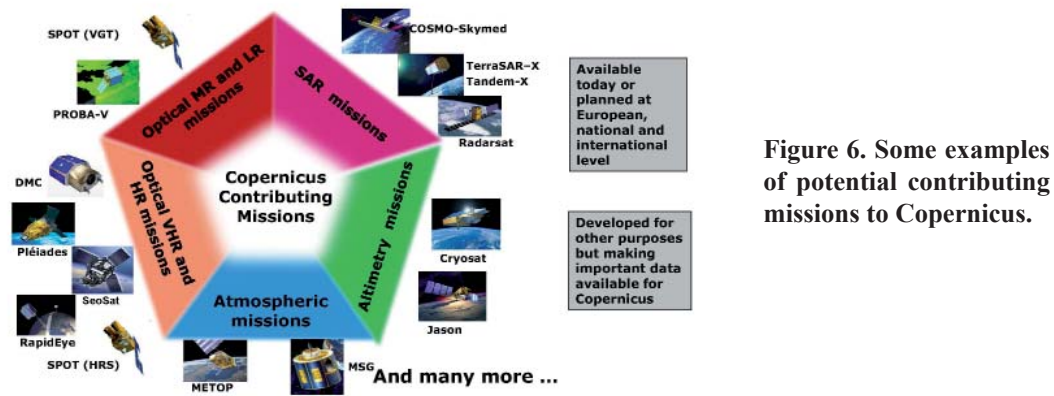 SPOT (VGT)
PROBA-V
DMC
Pléiades
SeoSat
RapidEye
SPOT (HRS)
METOP
MSG
And many more ...
Optical MR and LR
missions
SAR missions
Altimetry missions
Atmospheric
missions
Optical VHR and
HR missions
Copernicus
Contributing
Missions
COSMO-Skymed
TerraSAR-X
Tandem-X
Radarsat
Cryosat
Jason
Available
today or
planned at
European,
national and
international
level
Developed for
other purposes
but making
important data
available for
Copernicus
Figure 6. Some examples
of potential contributing
missions to Copernicus.